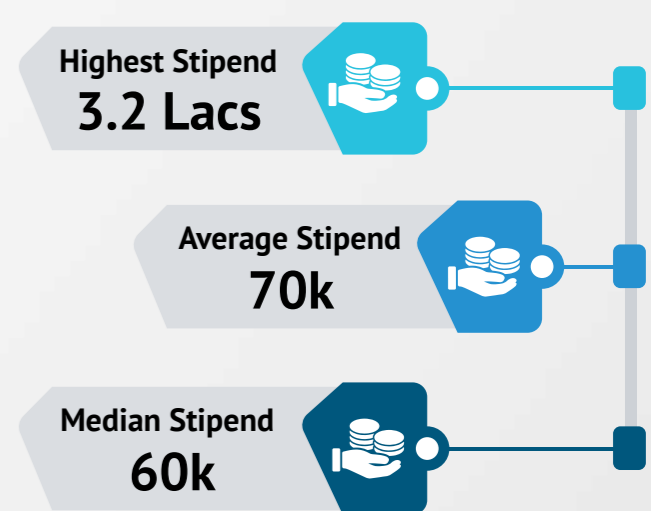 Highest Stipend
3.2 Lacs
Average Stipend
70k
Median Stipend
60k